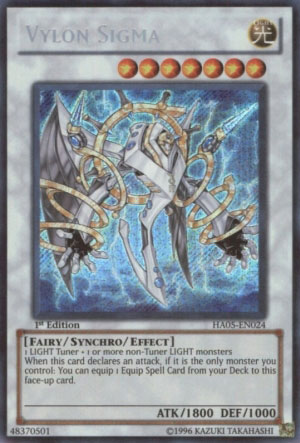 VYLON SIGMA
光
1st Edition
HA05-EN024
[FAIRY/SYNCHRO/EFFECT]
1 LIGHT Tuner + 1 or more non-Tuner LIGHT monsters
When this card declares an attack, if it is the only monster you
control: You can equip 1 Equip Spell Card from your Deck to this
face-up card.
ATK/1800 DEF/1000
48370501
©1996 KAZUKI TAKAHASHI